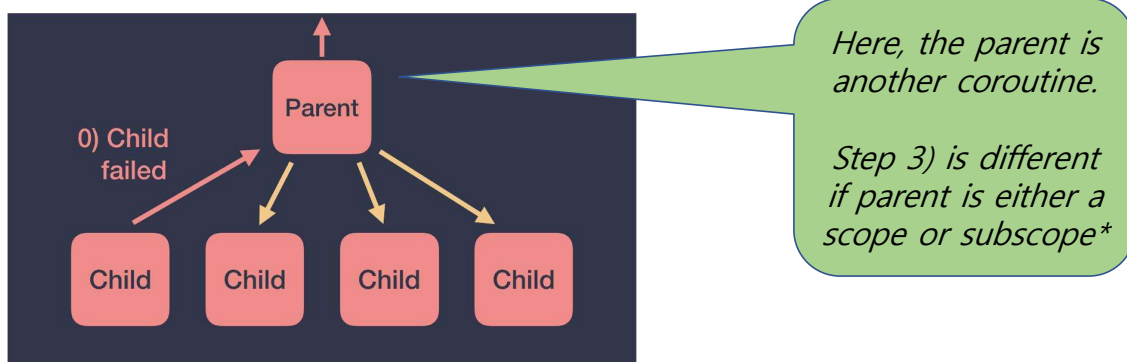 Here, the parent is
another coroutine.
Step 3) is different
if parent is either a
scope or subscope*
Parent
0) Child
failed
Child
Child
Child
Child